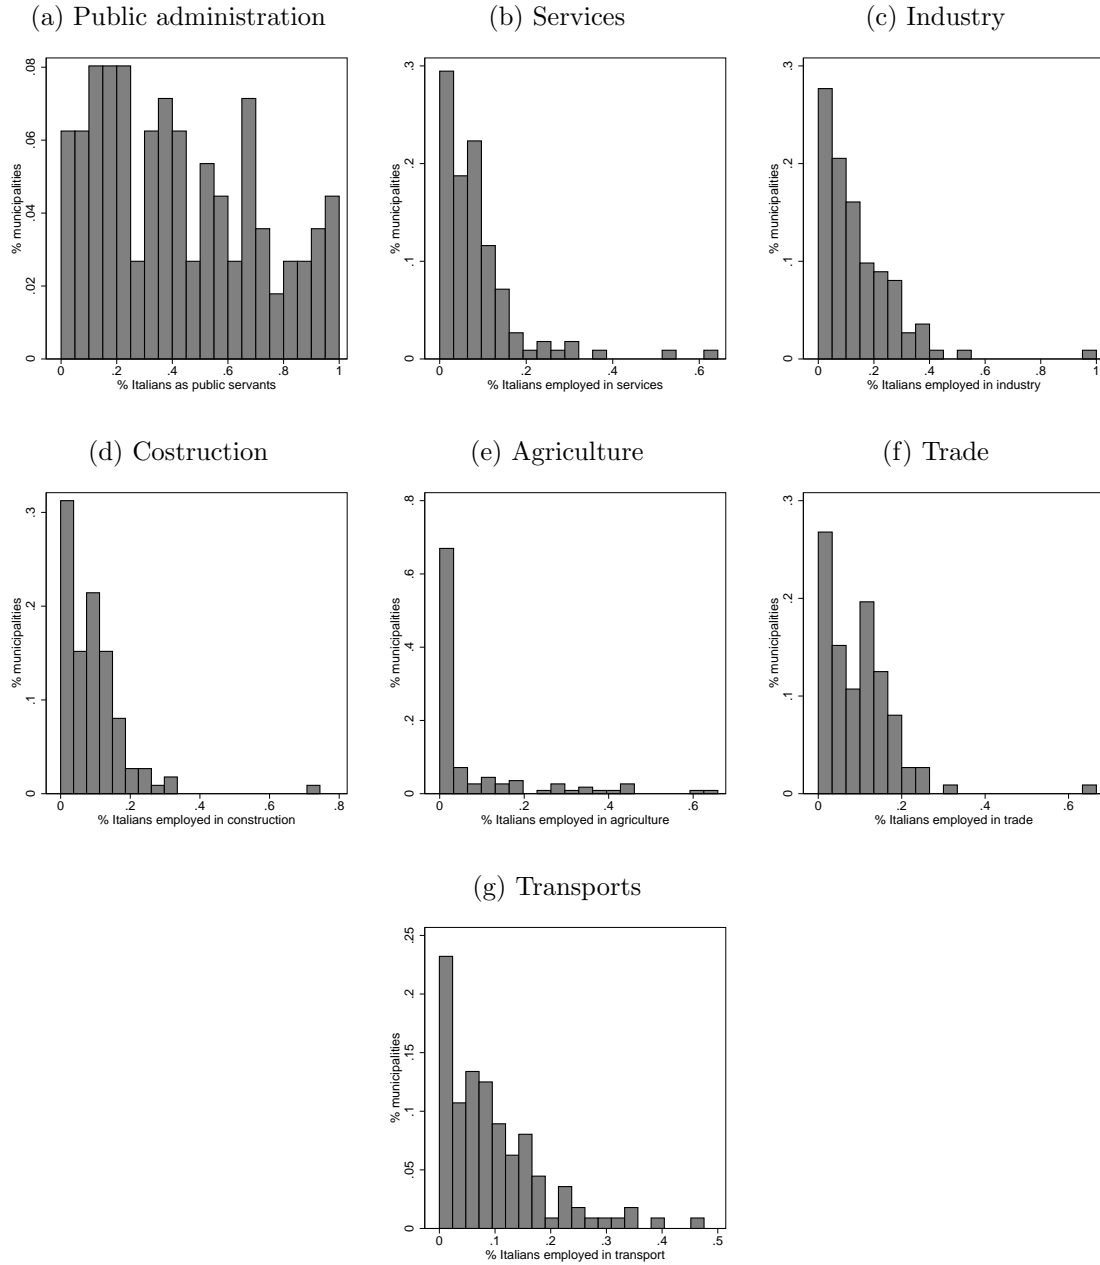 (a) Public administration
(b) Services
(c) Industry
% municipalities
0 .02 .04 .06 .08
0 .2 .4 .6 .8 1
% Italians as public servants
% municipalities
0 .1 .2 .3
0 .2 .4 .6
% Italians employed in services
% municipalities
0 .1 .2 .3
0 .2 .4 .6 .8 1
% Italians employed in industry
(d) Costruction
(e) Agriculture
(f) Trade
% municipalities
0 .1 .2 .3
0 .2 .4 .6 .8
% Italians employed in construction
% municipalities
0 .2 .4 .6 .8
0 .2 .4 .6
% Italians employed in agriculture
% municipalities
0 .1 .2 .3
0 .2 .4 .6
% Italians employed in trade
(g) Transports
% municipalities
0 .05 .1 .15 .2 .25
0 .1 .2 .3 .4 .5
% Italians employed in transport